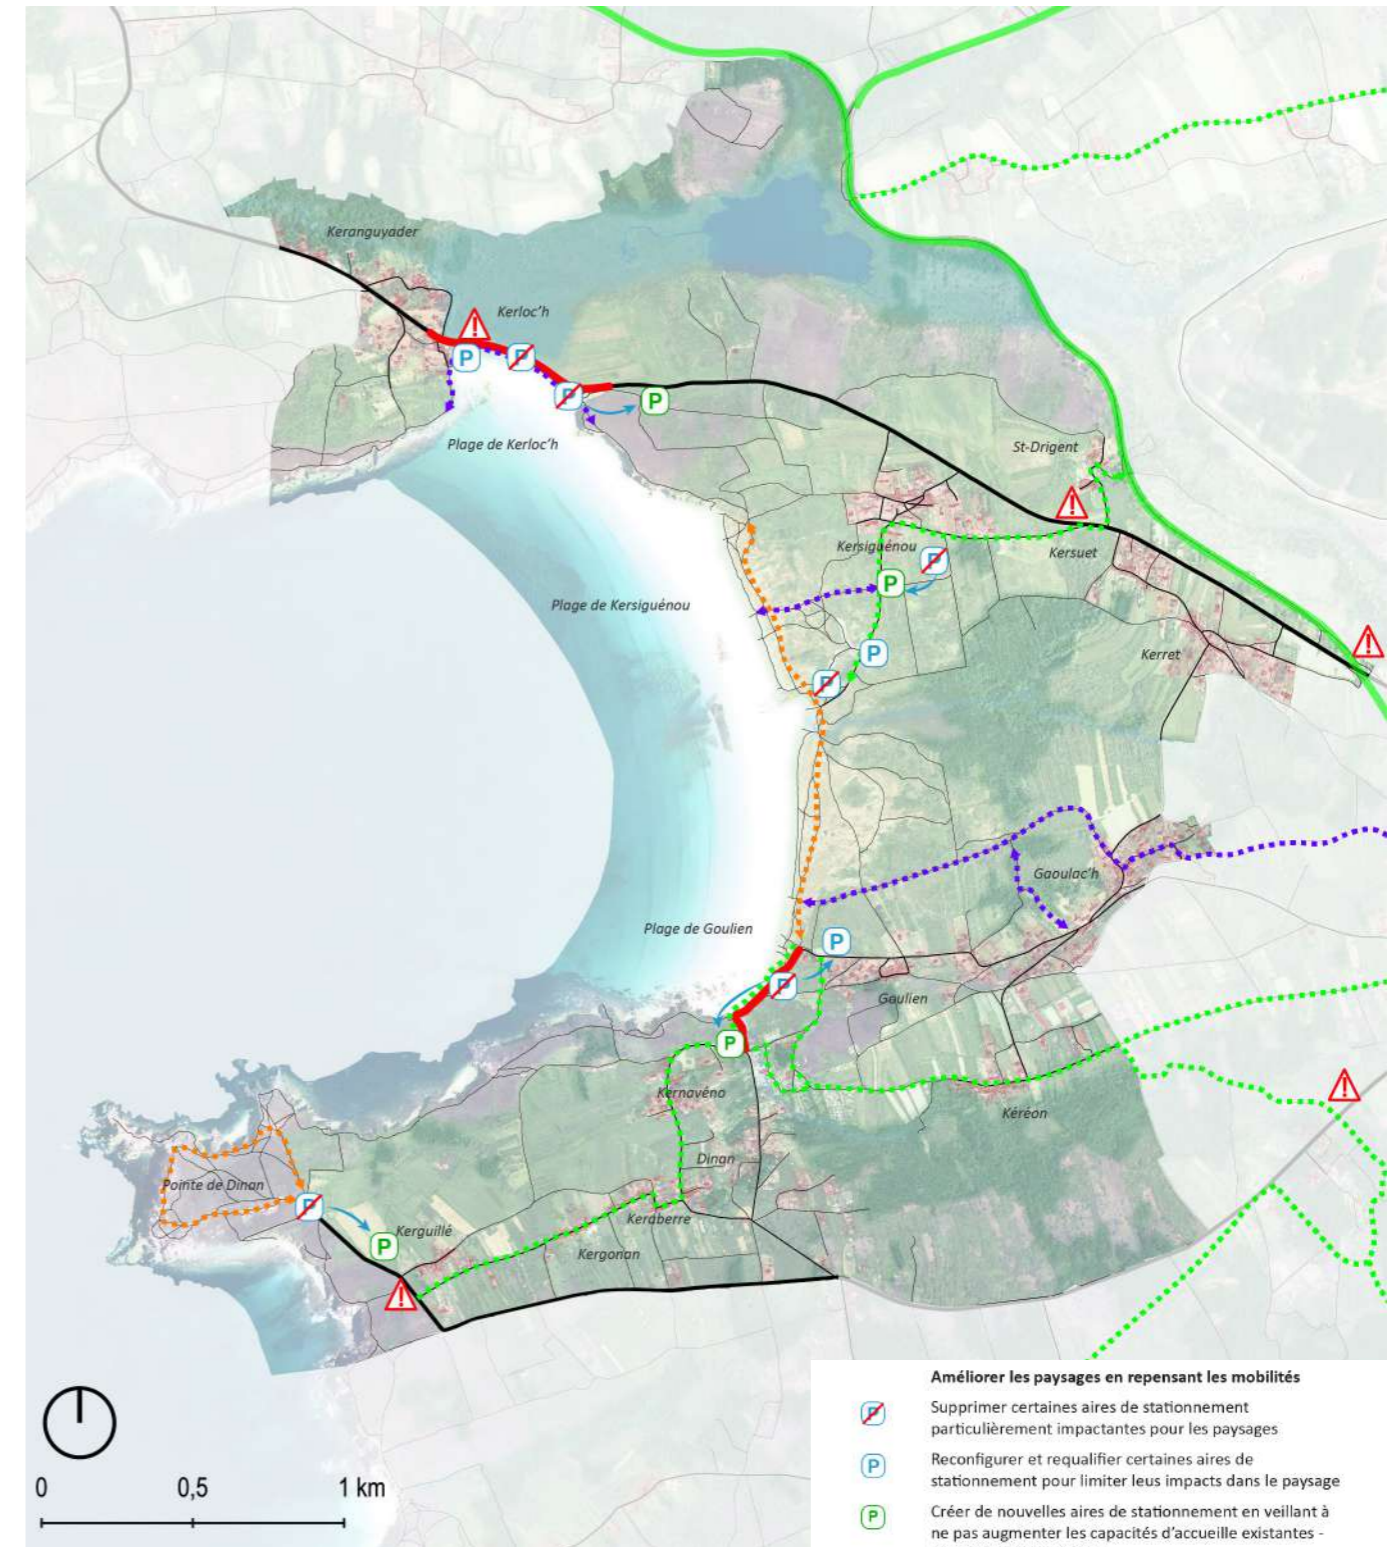 Keranguyader
Kerloc'h
P
P
P
P
Plage de Kerloc'h
St-Drigent
Kersiguénou
Kersuet
P
P
Plage de Kersiguénou
P
Kerret
P
Gaoulac'h
Plage de Goulien
P
P
Goulien
P
Kernavéno
Kéréon
Dinan
Pointe de Dinan
P
Keraberre
Kerguillé
P
Kergonan
0 0,5 1 km
Améliorer les paysages en repensant les mobilités
P Supprimer certaines aires de stationnement
particulièrement impactantes pour les paysages
P Reconfigurer et requalifier certaines aires de
stationnement pour limiter leus impacts dans le paysage
P Créer de nouvelles aires de stationnement en veillant à
ne pas augmenter les capacités d'accueille existantes -